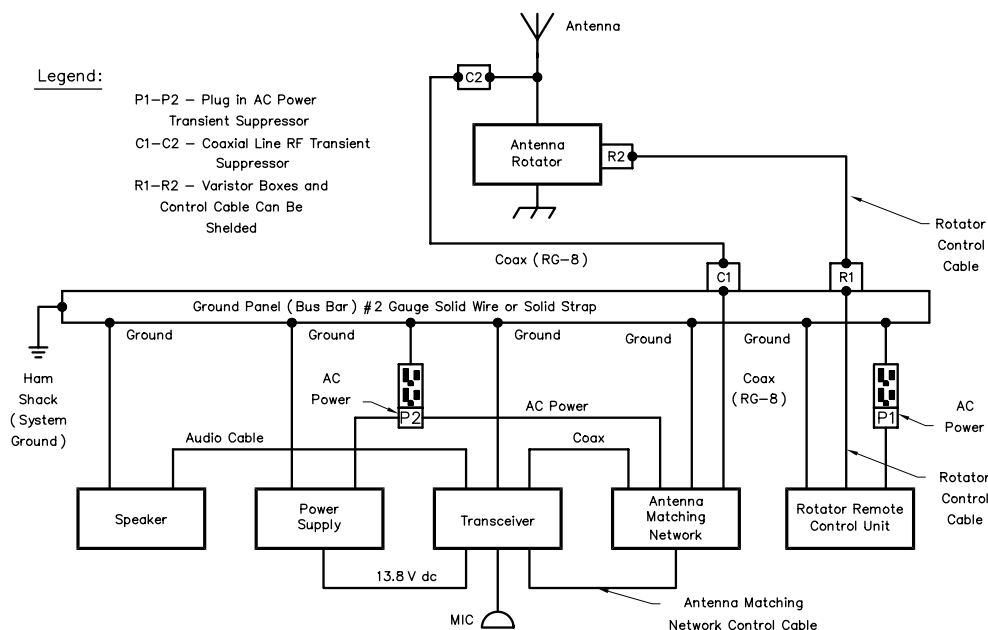 Antenna
Legend:
C2
P1–P2 – Plug in AC Power
Transient Suppressor
C1–C2 – Coaxial Line RF Transient
Suppressor
R1–R2 – Varistor Boxes and
Control Cable Can Be
Shelded
Antenna
Rotator
R2
Rotator
Control
Cable
Coax (RG–8)
C1
R1
Ground Panel (Bus Bar) #2 Gauge Solid Wire or Solid Strap
Ground
Ground
Ground
Ground
Ground
Ham
Shack
(System
Ground)
AC
Power
P2
AC Power
Coax
(RG–8)
P1
AC
Power
Audio Cable
Coax
Rotator
Control
Cable
Speaker
Power
Supply
Transceiver
Antenna
Matching
Network
Rotator Remote
Control Unit
13.8 V dc
MIC
Antenna Matching
Network Control Cable